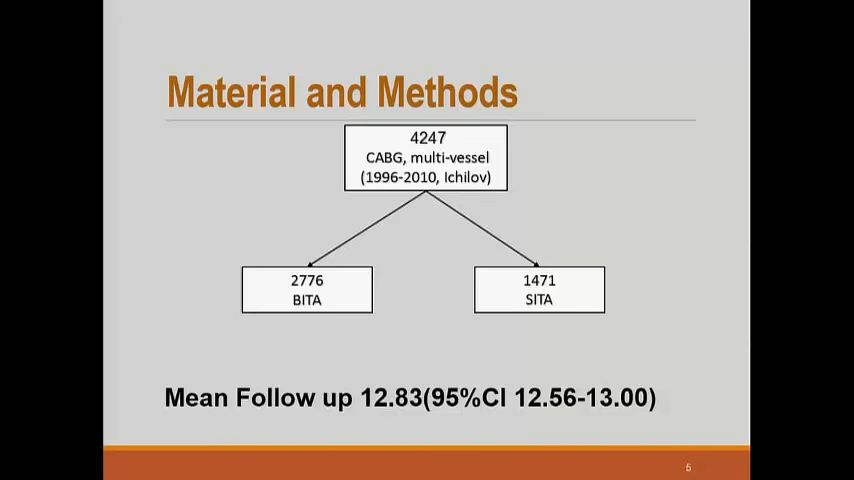 Material and Methods
4247
CABG, multi-vessel
(1996-2010, Ichilov)
2776
BITA
1471
SITA
Mean Follow up 12.83(95%CI 12.56-13.00)
5